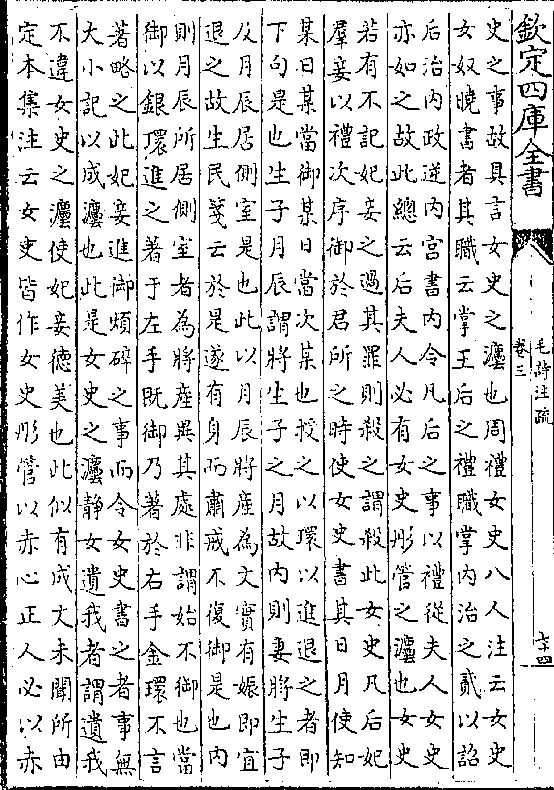 欽定四庫全書
毛詩注疏
卷三
六十四
史之事故具言女史之灋也周禮女史八人注云女史
女奴曉書者其職云掌王后之禮職掌內治之貳以詔
后治內政逆內宮書內令凡后之事以禮從夫人女史
亦如之故此總云后夫人必有女史彤管之灋也女史
若有不記妃妾之過其罪則殺之謂殺此女史凡后妃
羣妾以禮次序御於君所之時使女史書其日月使知
某日某當御某日當次某也授之以環以進退之者即
下句是也生子月辰謂將生子之月故內則妻將生子
及月辰居側室是也此以月辰將產為文實有娠即宜
退之故生民箋云於是遂有身而肅戒不復御是也內
則月辰所居側室者為將產異其處非謂始不御也當
御以銀環進之著于左手既御乃著於右手金環不言
著略之此妃妾進御煩碎之事而令女史書之者事無
大小記以成灋也此是女史之灋靜女遺我者謂遺我
不違女史之灋使妃妾德美也此似有成文未聞所由
定本集注云女吏皆作女史彤管以赤心正人必以赤